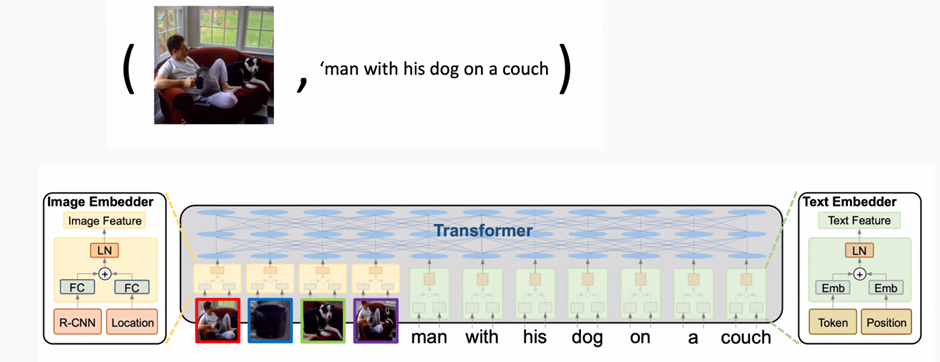 ( , ‘man with his dog on a couch )
Image Embedder
Image Feature
LN
+
FC FC
R-CNN Location
Transformer
man with his dog on a couch
Text Embedder
Text Feature
LN
+
Emb Emb
Token Position